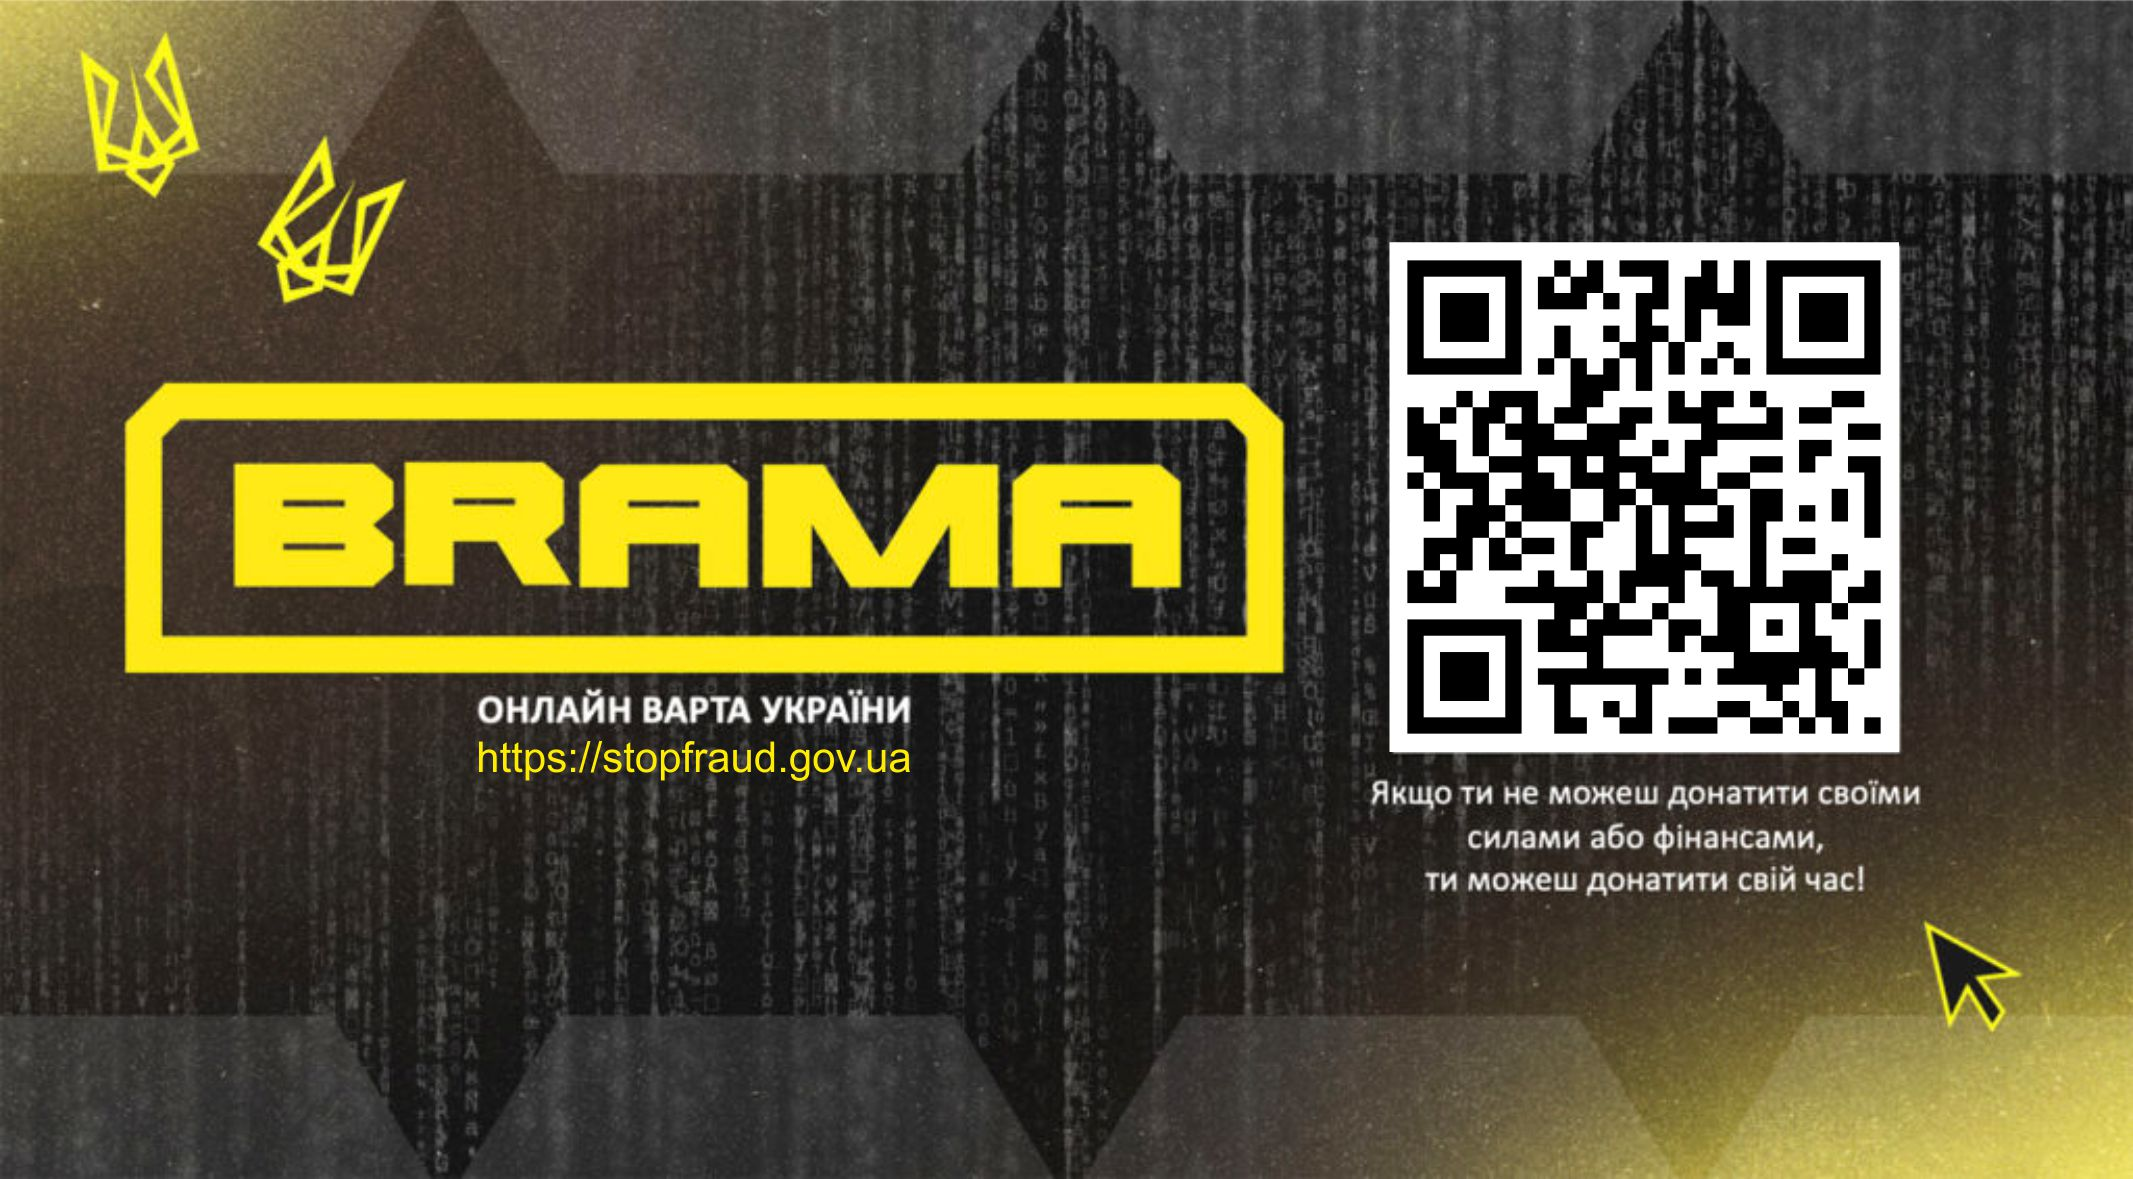 BRAMA
ОНЛАЙН ВАРТА УКРАЇНИ
https://stopfraud.gov.ua
Якщо ти не можеш донатити своїми
силами або фінансами,
ти можеш донатити свій час!